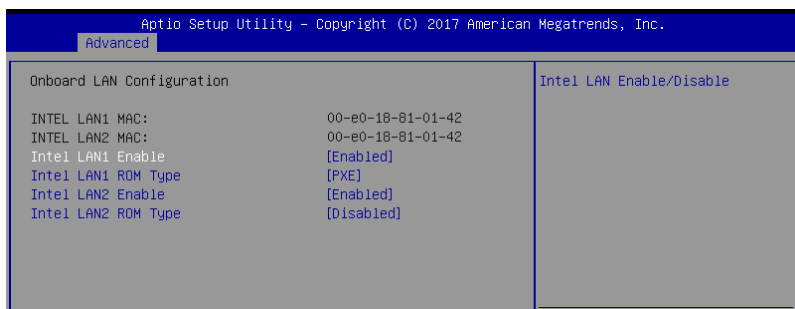 Aptio Setup Utility – Copyright (C) 2017 American Megatrends, Inc.
Advanced
Onboard LAN Configuration
Intel LAN Enable/Disable
INTEL LAN1 MAC: 00-e0-18-81-01-42
INTEL LAN2 MAC: 00-e0-18-81-01-42
Intel LAN1 Enable [Enabled]
Intel LAN1 ROM Type [PXE]
Intel LAN2 Enable [Enabled]
Intel LAN2 ROM Type [Disabled]